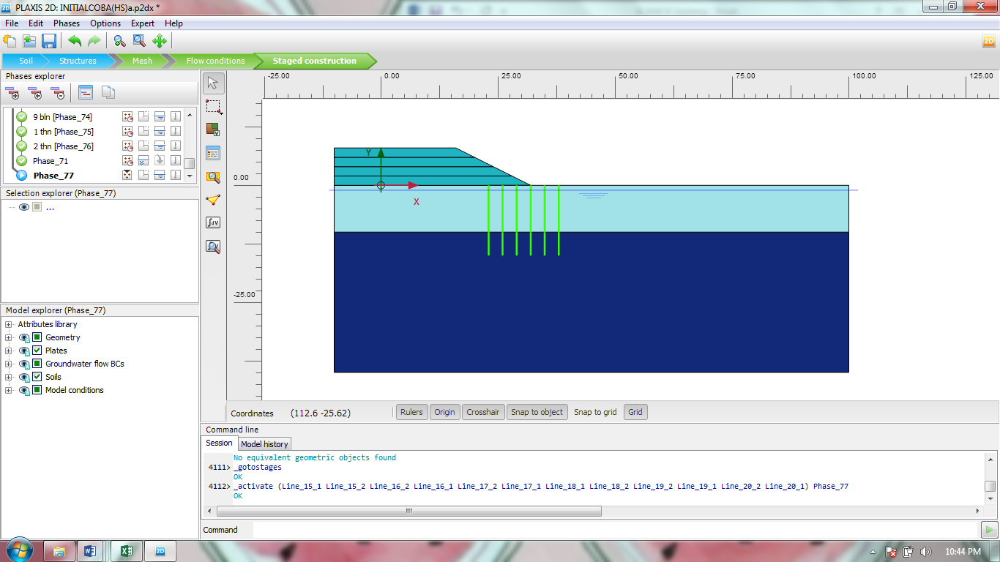 PLAXIS 2D: INITIALCOBA(HS)a.p2dx *
File Edit Phases Options Expert Help
Soil Structures Mesh Flow conditions Staged construction
Phases explorer
9 bln [Phase_74]
1 thn [Phase_75]
2 thn [Phase_76]
Phase_71
Phase_77
Selection explorer (Phase_77)
...
Model explorer (Phase_77)
Attributes library
Geometry
Plates
Groundwater flow BCs
Soils
Model conditions
-25.00 0.00 25.00 50.00 75.00 100.00 125.00
0.00
-25.00
Y
X
Coordinates (112.6 -25.62) Rulers Origin Crosshair Snap to object Snap to grid Grid
Command line
Session Model history
No equivalent geometric objects found
4111> _gotostages
OK
4112> _activate (Line_15_1 Line_15_2 Line_16_2 Line_16_1 Line_17_2 Line_17_1 Line_18_1 Line_18_2 Line_19_2 Line_19_1 Line_20_2 Line_20_1) Phase_77
OK
Command
2D
10:44 PM